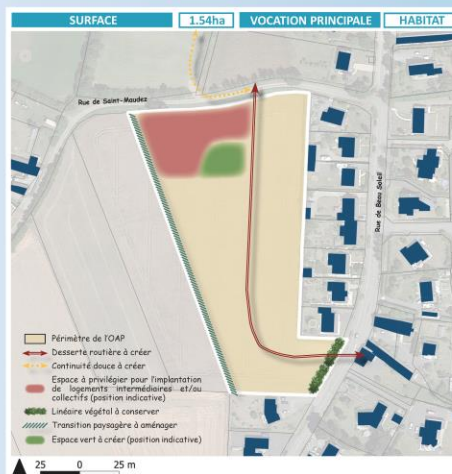 SURFACE 1.54ha VOCATION PRINCIPALE HABITAT
Rue de Saint-Maudez
Rue de Beau Soleil
Périmètre de l'OAP
Desserte routière à créer
Continuité douce à créer
Espace à privilégier pour l'implantation
de logements intermédiaires et/ou
collectifs (position indicative)
Linéaire végétal à conserver
Transition paysagère à aménager
Espace vert à créer (position indicative)
25 0 25 m